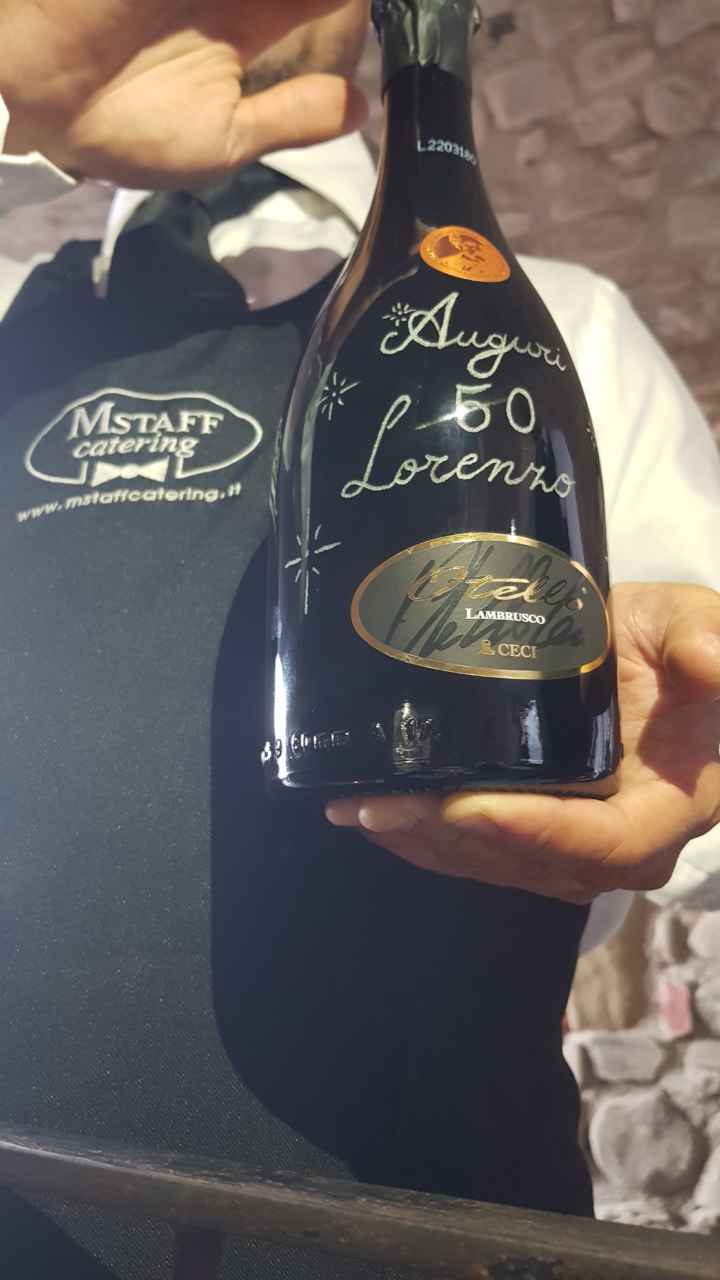 L2203180
Auguri
50
Lorenzo
MSTAFF
catering
www.mstaffcatering.it
Otello
LAMBRUSCO
CECI